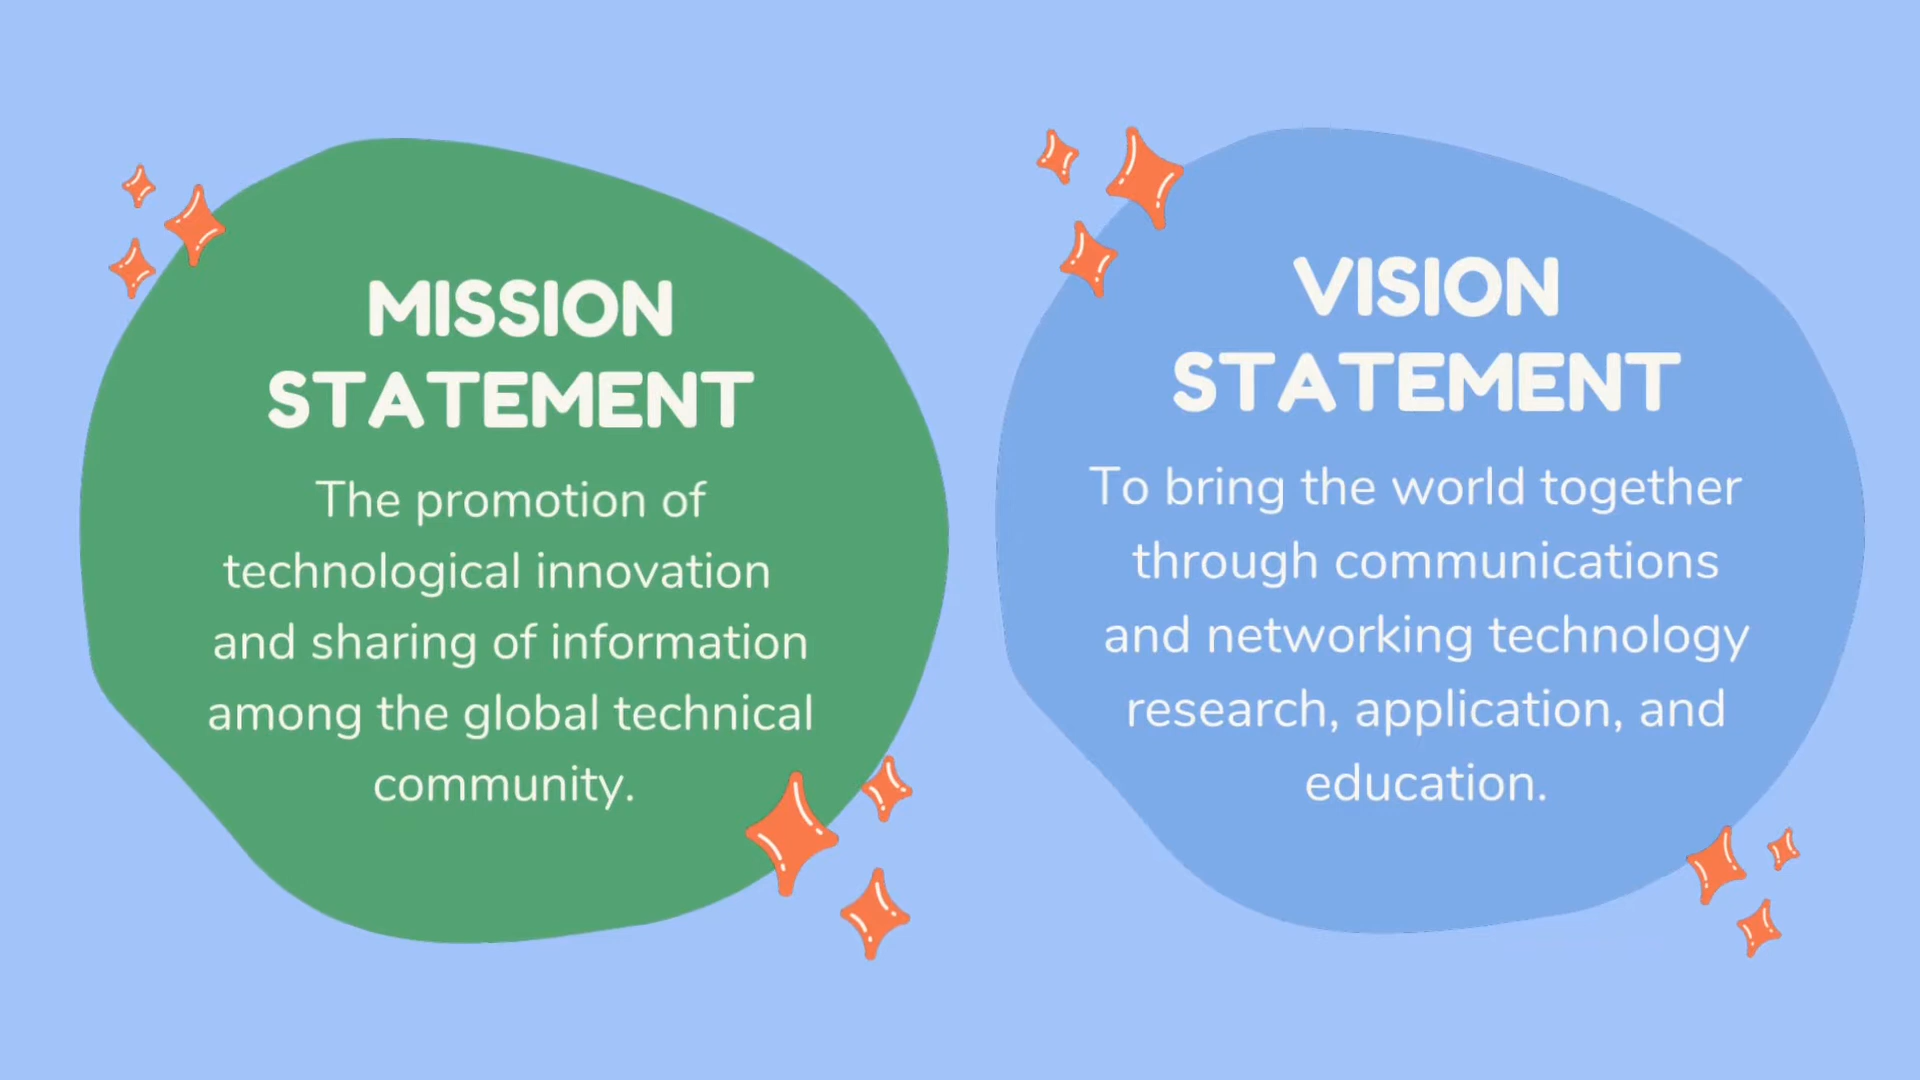 MISSION
STATEMENT
The promotion of
technological innovation
and sharing of information
among the global technical
community.
VISION
STATEMENT
To bring the world together
through communications
and networking technology
research, application, and
education.